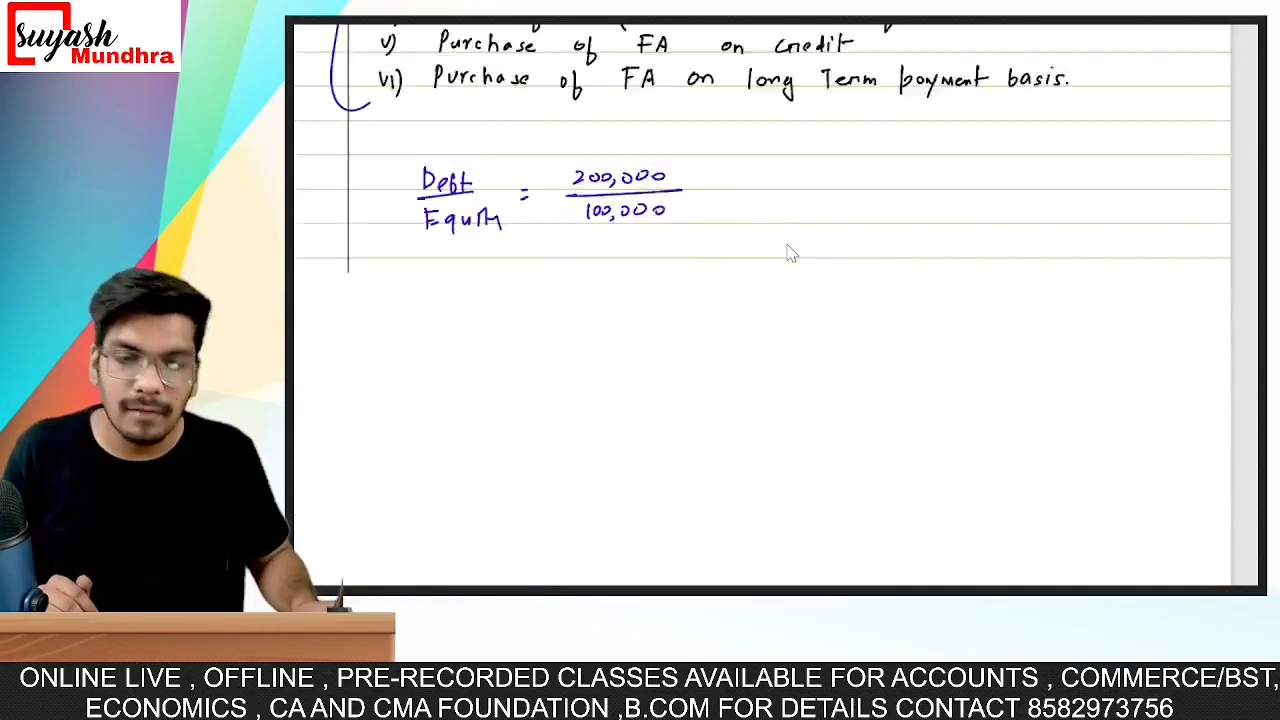 suyash
Mundhra
v) Purchase of FA on credit
vi) Purchase of FA on long Term payment basis.
Debt = 200,000
Equity 100,000
ONLINE LIVE , OFFLINE , PRE-RECORDED CLASSES AVAILABLE FOR ACCOUNTS , COMMERCE/BST,
ECONOMICS , CA AND CMA FOUNDATION ,B.COM FOR DETAILS CONTACT 8582973756